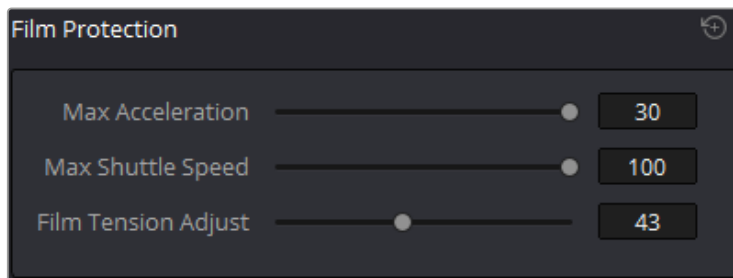 Film Protection
Max Acceleration 30
Max Shuttle Speed 100
Film Tension Adjust 43